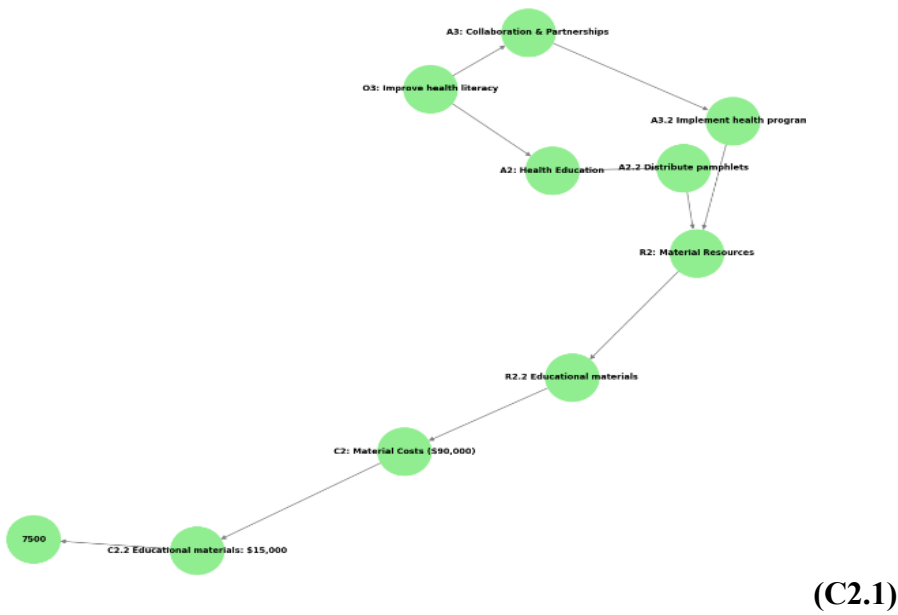 A3: Collaboration & Partnerships
O3: Improve health literacy
A3.2 Implement health progran
A2: Health Education
A2.2 Distribute pamphlets
R2: Material Resources
R2.2 Educational materials
C2: Material Costs ($90,000)
7500
C2.2 Educational materials: $15,000
(C2.1)